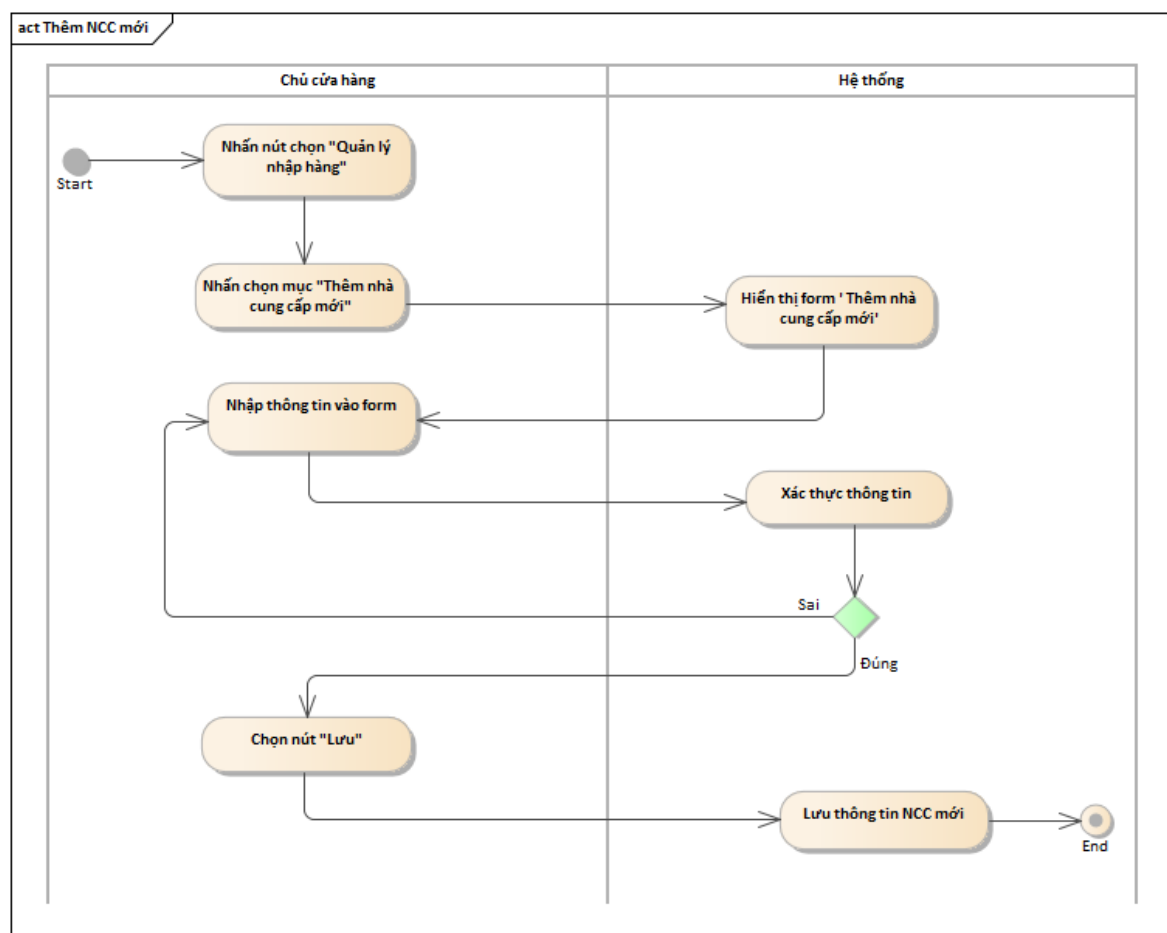 act Thêm NCC mới
Chủ cửa hàng
Hệ thống
Start
Nhấn nút chọn "Quản lý
nhập hàng"
Nhấn chọn mục "Thêm nhà
cung cấp mới"
Hiển thị form ' Thêm nhà
cung cấp mới'
Nhập thông tin vào form
Xác thực thông tin
Sai
Đúng
Chọn nút "Lưu"
Lưu thông tin NCC mới
End